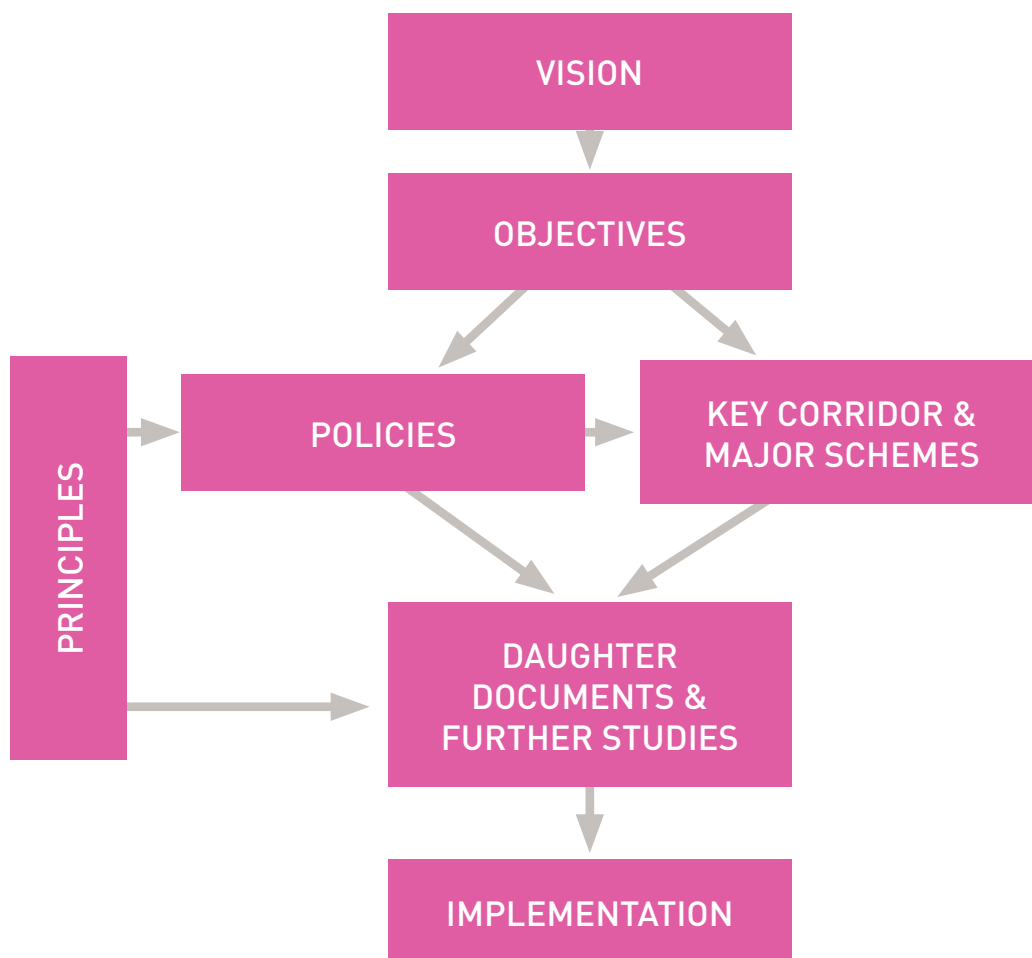 VISION
OBJECTIVES
PRINCIPLES
POLICIES
KEY CORRIDOR &
MAJOR SCHEMES
DAUGHTER
DOCUMENTS &
FURTHER STUDIES
IMPLEMENTATION